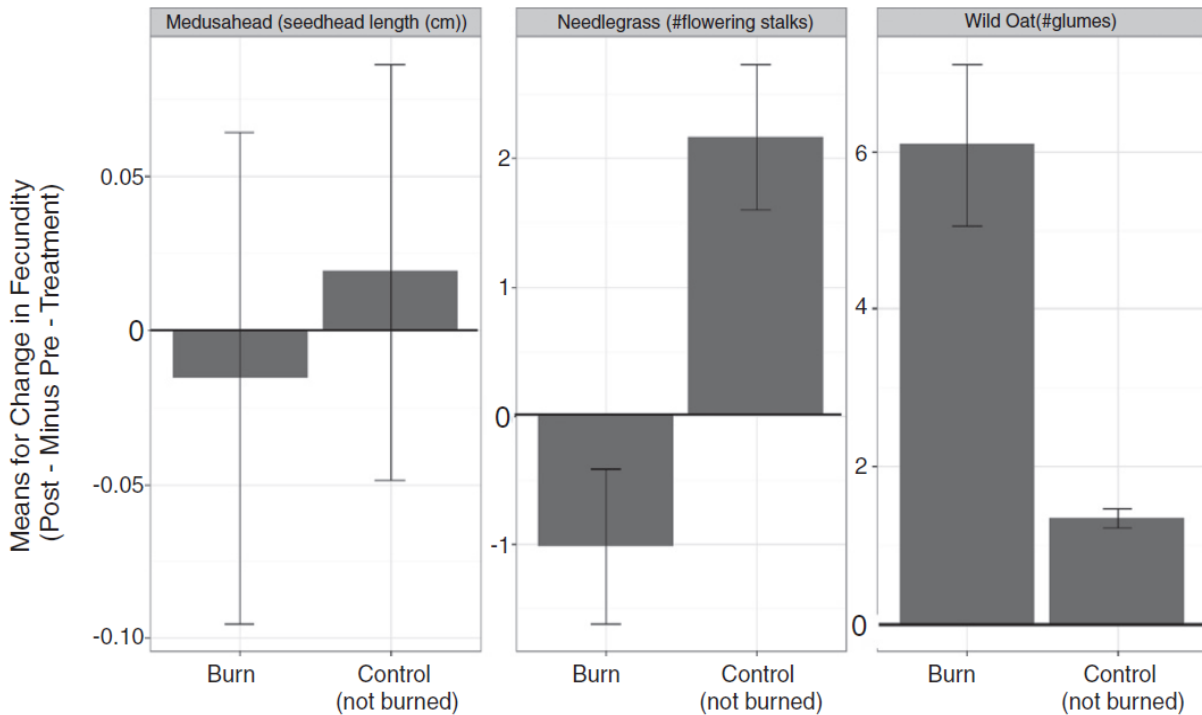 Medusahead (seedhead length (cm))
Needlegrass (#flowering stalks)
Wild Oat(#glumes)
Means for Change in Fecundity
(Post - Minus Pre - Treatment)
0.05
0
-0.05
-0.10
2
1
0
-1
6
4
2
0
Burn
Control
(not burned)
Burn
Control
(not burned)
Burn
Control
(not burned)